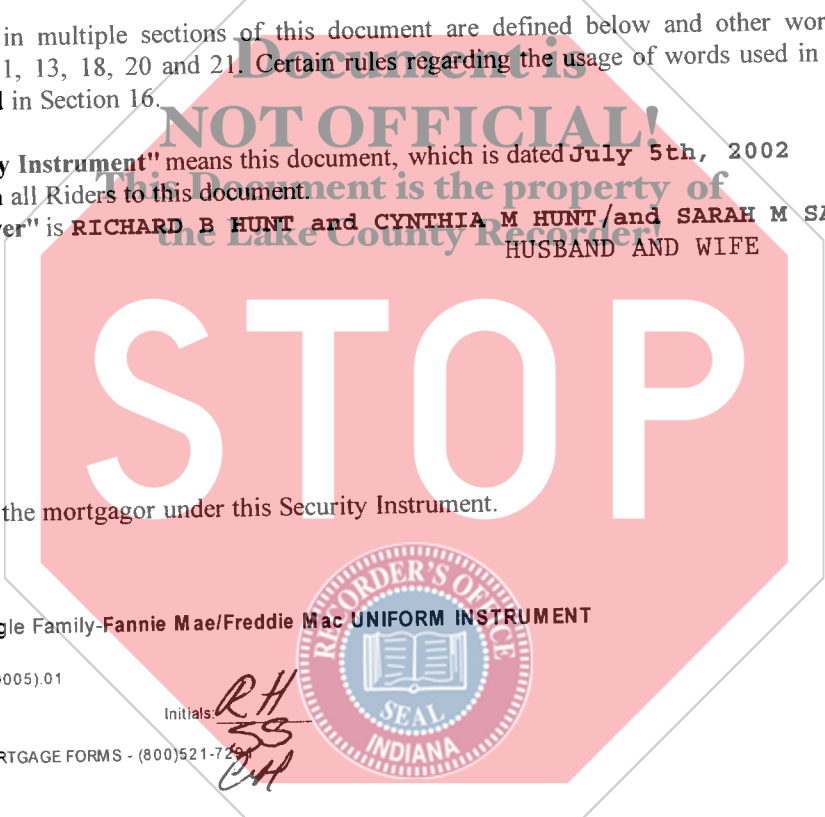 in multiple sections of this document are defined below and other wor
1, 13, 18, 20 and 21. Certain rules regarding the usage of words used in
in Section 16.
Document is
NOT OFFICIAL!
This Document is the property of
the Lake County Recorder!
Instrument" means this document, which is dated July 5th, 2002
all Riders to this document.
er" is RICHARD B HUNT and CYNTHIA M HUNT/and SARAH M SA
HUSBAND AND WIFE
STOP
the mortgagor under this Security Instrument.
gle Family-Fannie Mae/Freddie Mac UNIFORM INSTRUMENT
005).01
Initials: RH
SS
CH
RTGAGE FORMS - (800)521-72
RECORDER'S OFFICE
SEAL
INDIANA